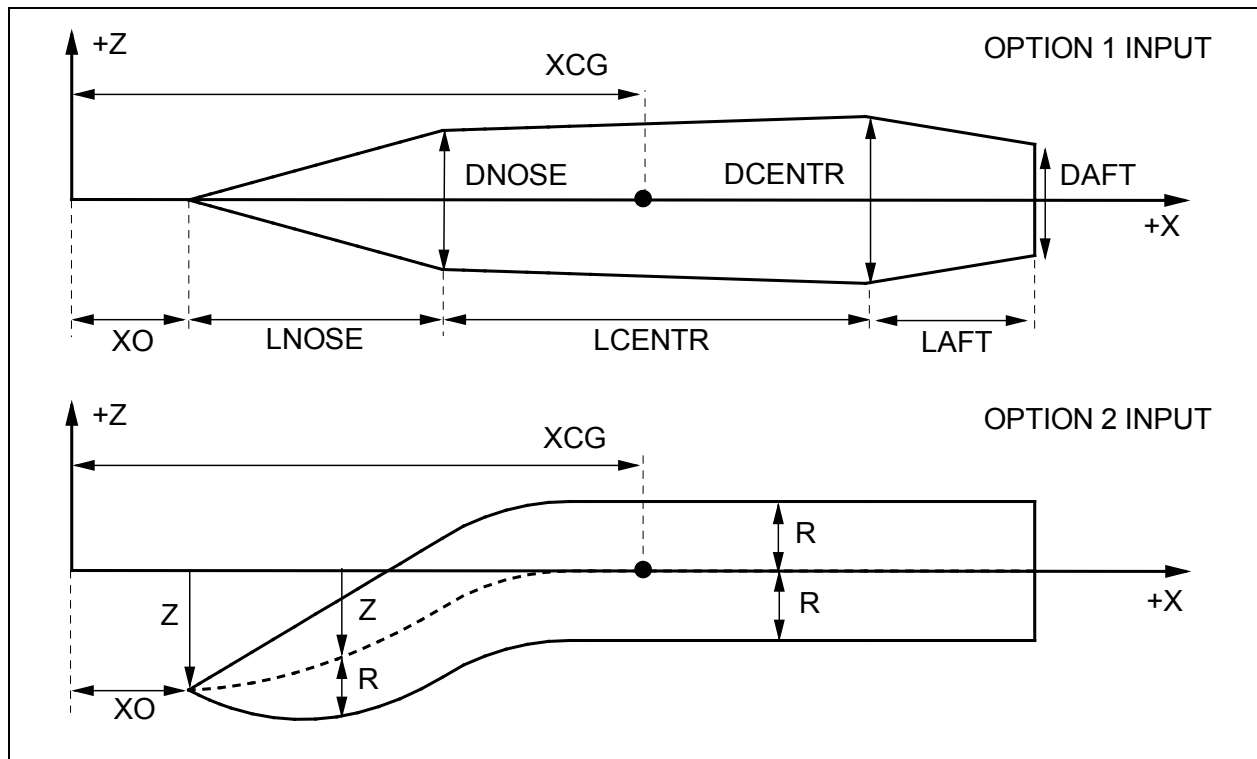 +Z
OPTION 1 INPUT
XCG
DNOSE
DCENTR
DAFT
+X
XO
LNOSE
LCENTR
LAFT
+Z
OPTION 2 INPUT
XCG
R
Z
Z
R
+X
R
XO